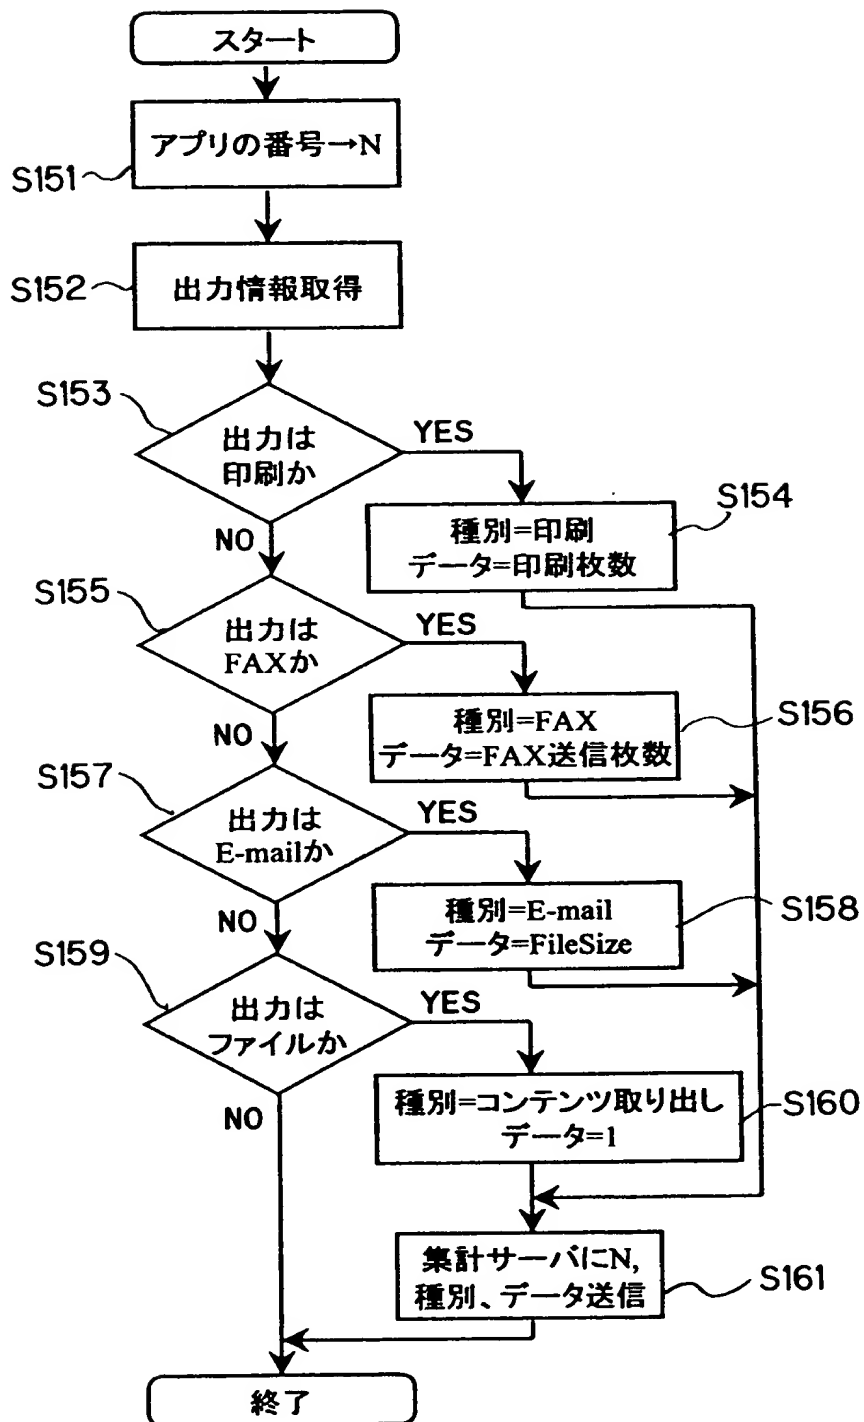 スタート
アプリの番号→N
S151
出力情報取得
S152
S153
出力は
印刷か
YES
NO
S154
種別=印刷
データ=印刷枚数
S155
出力は
FAXか
YES
NO
S156
種別=FAX
データ=FAX送信枚数
S157
出力は
E-mailか
YES
NO
S158
種別=E-mail
データ=FileSize
S159
出力は
ファイルか
YES
NO
種別=コンテンツ取り出し
データ=1
S160
集計サーバにN,
種別、データ送信
S161
終了